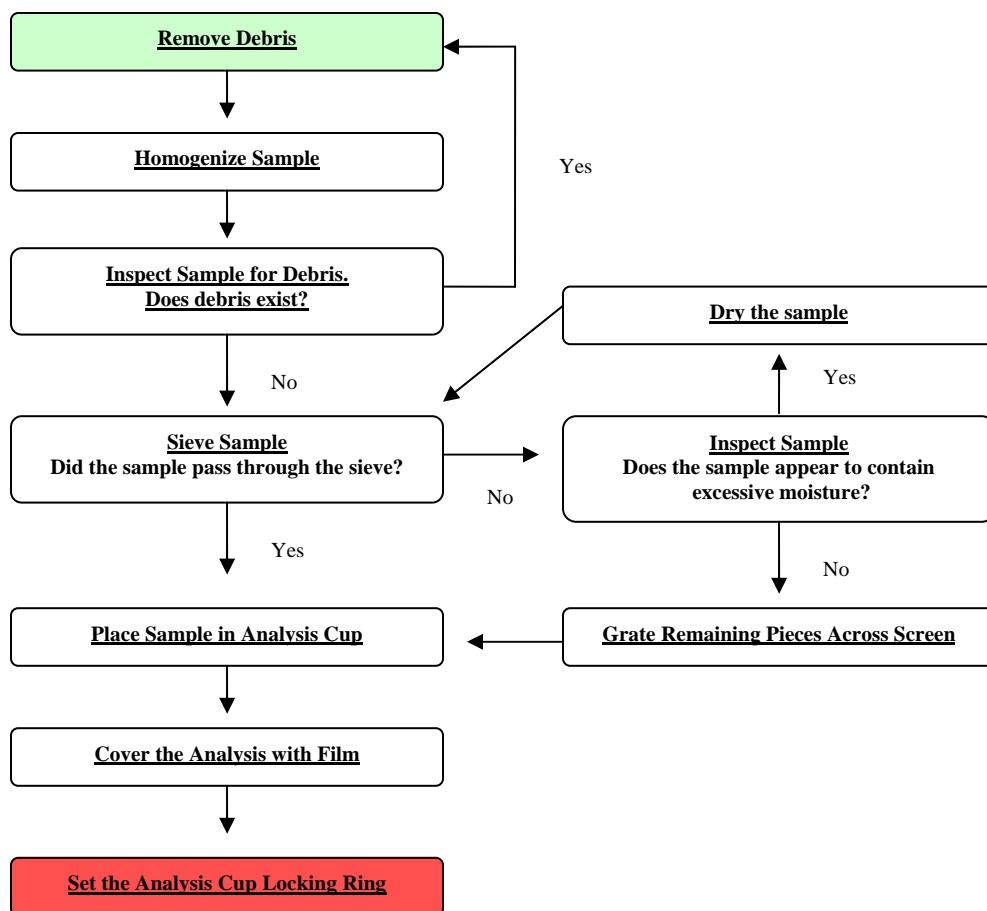 Remove Debris
Homogenize Sample
Yes
Inspect Sample for Debris.
Does debris exist?
Dry the sample
No
Yes
Sieve Sample
Did the sample pass through the sieve?
Inspect Sample
Does the sample appear to contain
excessive moisture?
No
Yes
No
Place Sample in Analysis Cup
Grate Remaining Pieces Across Screen
Cover the Analysis with Film
Set the Analysis Cup Locking Ring